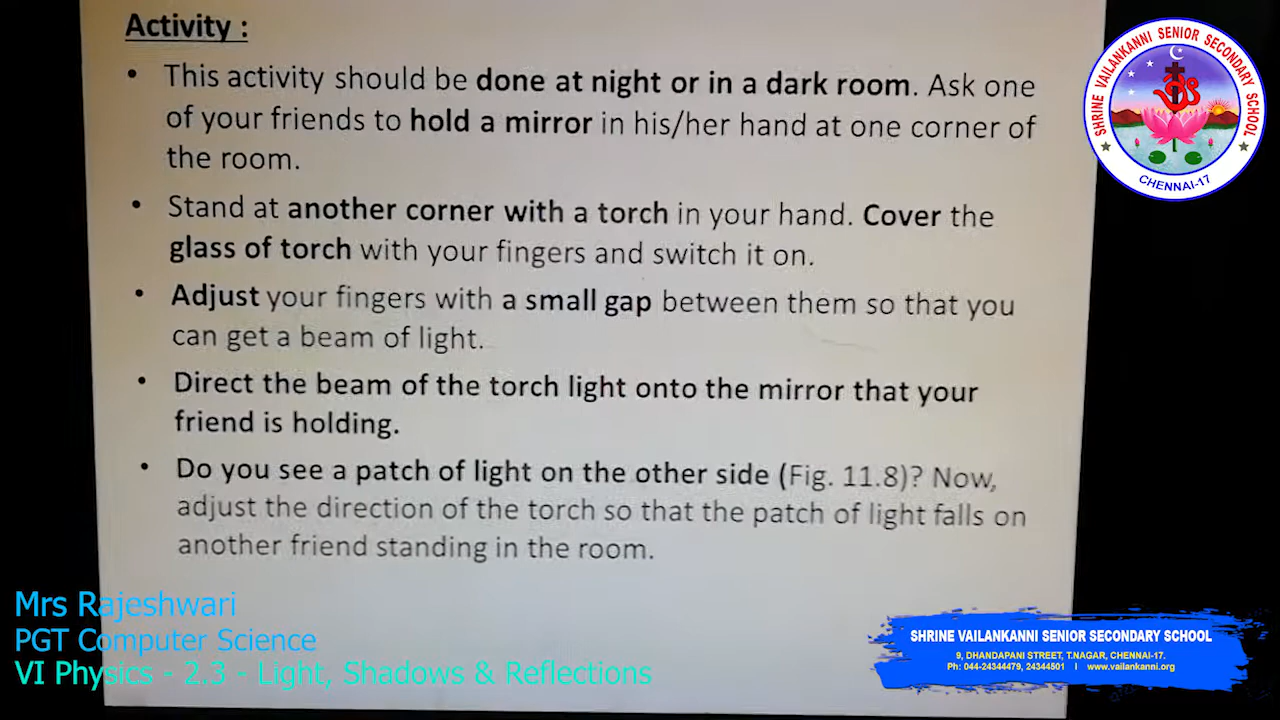 Activity :
• This activity should be done at night or in a dark room. Ask one
of your friends to hold a mirror in his/her hand at one corner of
the room.
• Stand at another corner with a torch in your hand. Cover the
glass of torch with your fingers and switch it on.
• Adjust your fingers with a small gap between them so that you
can get a beam of light.
• Direct the beam of the torch light onto the mirror that your
friend is holding.
• Do you see a patch of light on the other side (Fig. 11.8)? Now,
adjust the direction of the torch so that the patch of light falls on
another friend standing in the room.
SHRINE VAILANKANNI SENIOR SECONDARY SCHOOL
CHENNAI-17
Mrs Rajeshwari
PGT Computer Science
VI Physics - 2.3 - Light, Shadows & Reflections
SHRINE VAILANKANNI SENIOR SECONDARY SCHOOL
9, DHANDAPANI STREET, T.NAGAR, CHENNAI-17.
Ph: 044-24344479, 24344501 I www.vailankanni.org